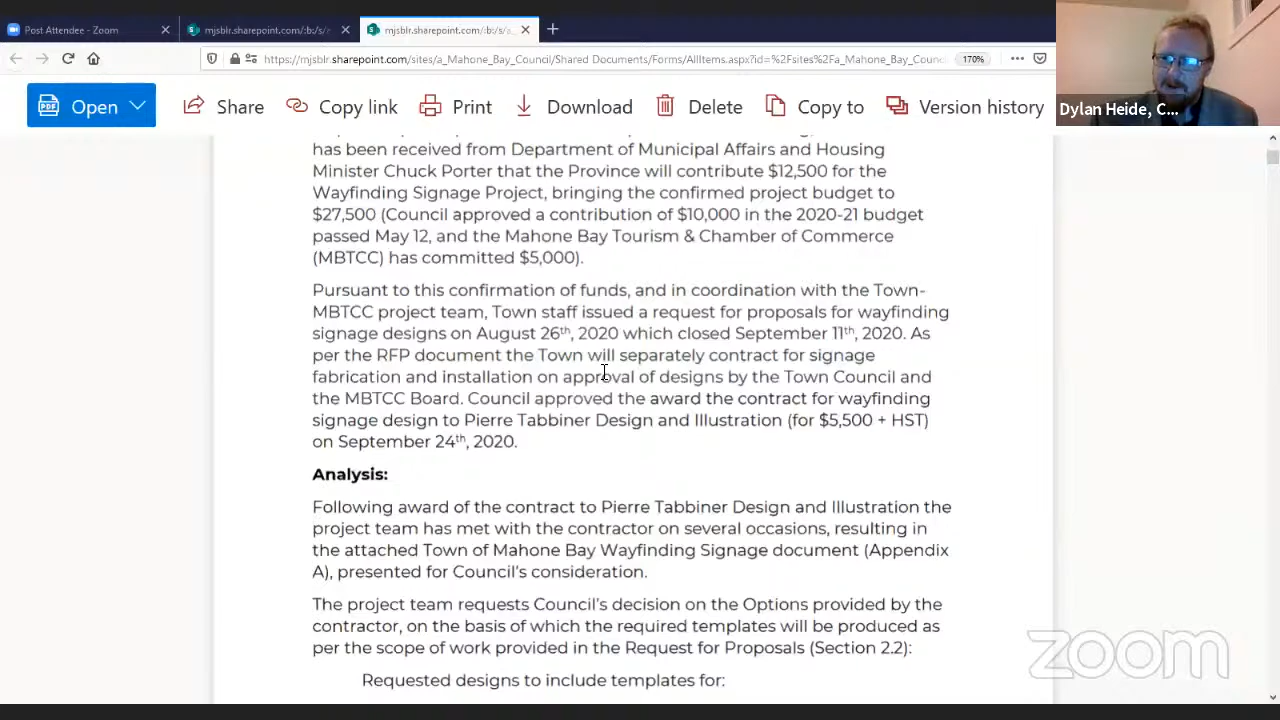 Post Attendee - Zoom
mjsblr.sharepoint.com/:b:/s/a
mjsblr.sharepoint.com/:b:/s/a
https://mjsblr.sharepoint.com/sites/a_Mahone_Bay_Council/Shared Documents/Forms/AllItems.aspx?id=%2Fsites%2Fa_Mahone_Bay_Counc
170%
Open
Share
Copy link
Print
Download
Delete
Copy to
Version history
Dylan Heide, C...
has been received from Department of Municipal Affairs and Housing
Minister Chuck Porter that the Province will contribute $12,500 for the
Wayfinding Signage Project, bringing the confirmed project budget to
$27,500 (Council approved a contribution of $10,000 in the 2020-21 budget
passed May 12, and the Mahone Bay Tourism & Chamber of Commerce
(MBTCC) has committed $5,000).
Pursuant to this confirmation of funds, and in coordination with the Town-
MBTCC project team, Town staff issued a request for proposals for wayfinding
signage designs on August 26th, 2020 which closed September 11th, 2020. As
per the RFP document the Town will separately contract for signage
fabrication and installation on approval of designs by the Town Council and
the MBTCC Board. Council approved the award the contract for wayfinding
signage design to Pierre Tabbiner Design and Illustration (for $5,500 + HST)
on September 24th, 2020.
Analysis:
Following award of the contract to Pierre Tabbiner Design and Illustration the
project team has met with the contractor on several occasions, resulting in
the attached Town of Mahone Bay Wayfinding Signage document (Appendix
A), presented for Council's consideration.
The project team requests Council's decision on the Options provided by the
contractor, on the basis of which the required templates will be produced as
per the scope of work provided in the Request for Proposals (Section 2.2):
Requested designs to include templates for:
zoom